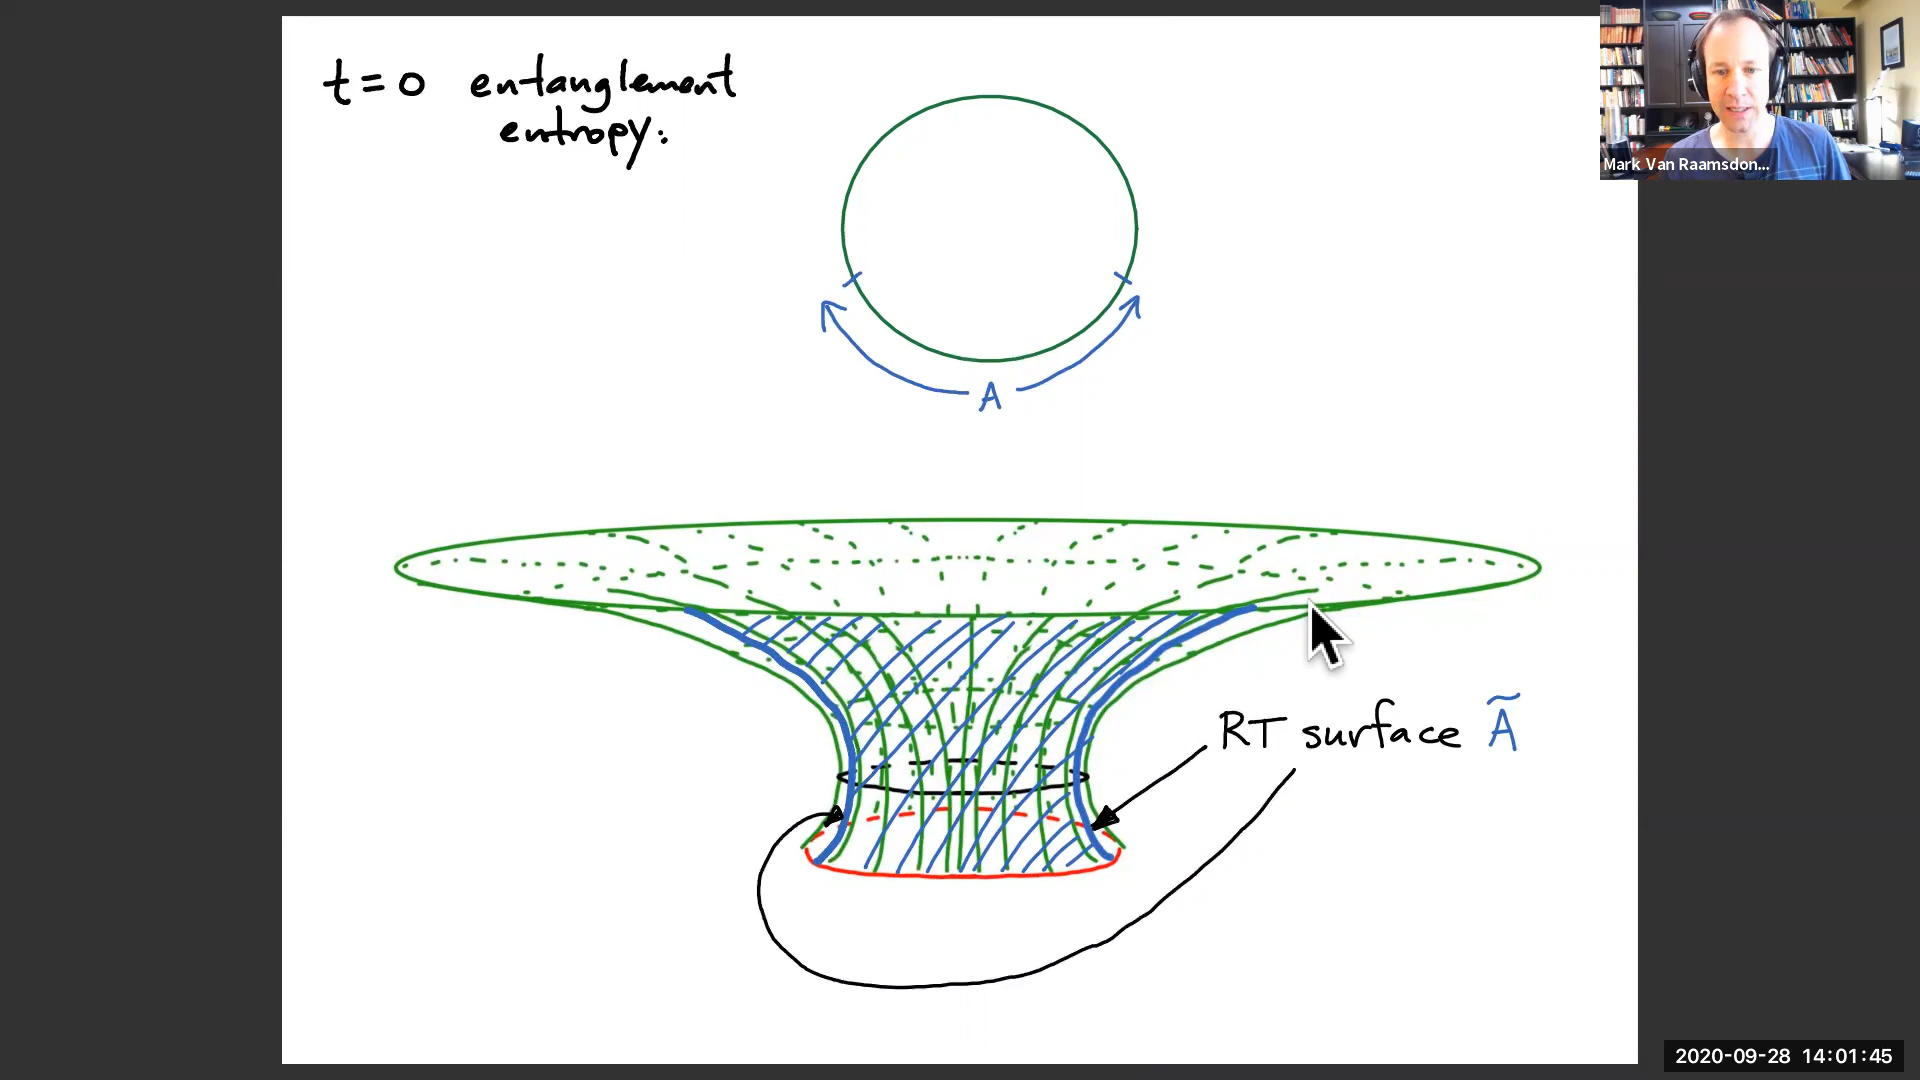 t = 0 entanglement
entropy:
A
RT surface Ã
Mark Van Raamsdon...
2020-09-28 14:01:45